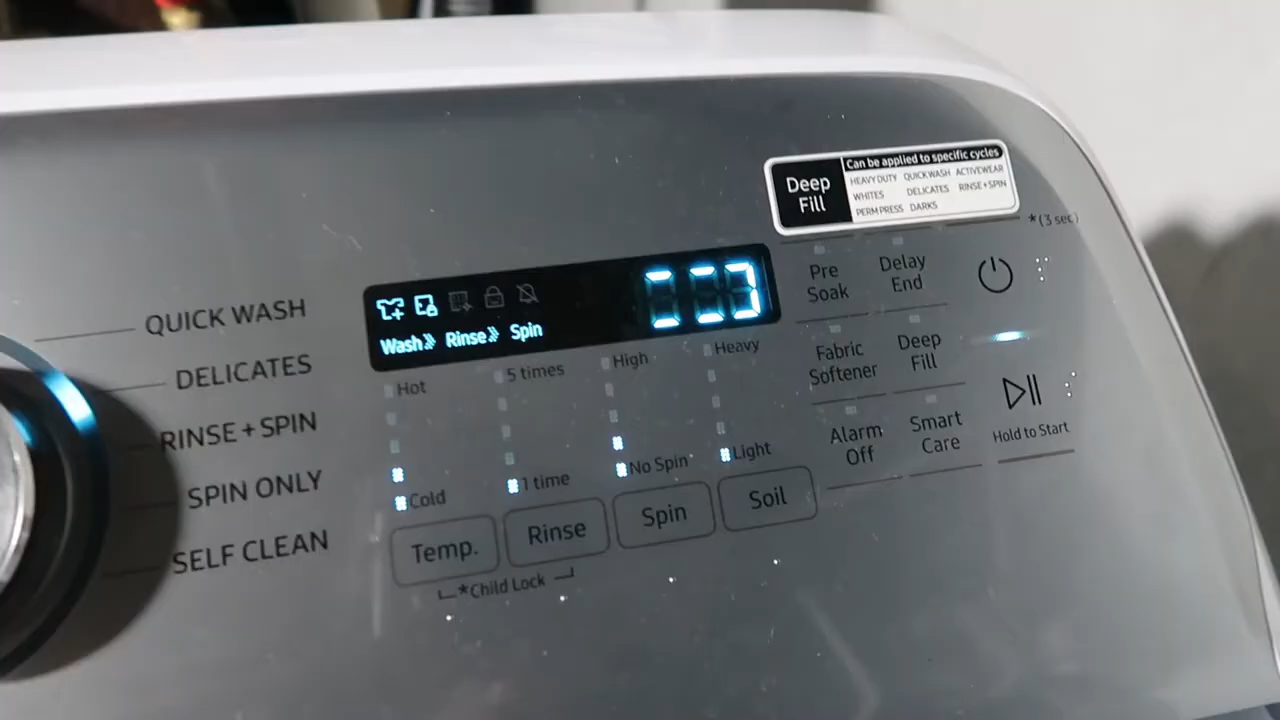 Deep
Fill
Can be applied to specific cycles
HEAVY DUTY QUICK WASH ACTIVEWEAR
WHITES DELICATES RINSE+SPIN
PERM PRESS DARKS
*(3 sec)
QUICK WASH
DELICATES
RINSE + SPIN
SPIN ONLY
SELF CLEAN
Wash Rinse Spin
Hot
5 times
High
Heavy
Cold
1 time
No Spin
Light
Temp.
Rinse
Spin
Soil
*Child Lock
Pre
Soak
Delay
End
Fabric
Softener
Deep
Fill
Alarm
Off
Smart
Care
Hold to Start